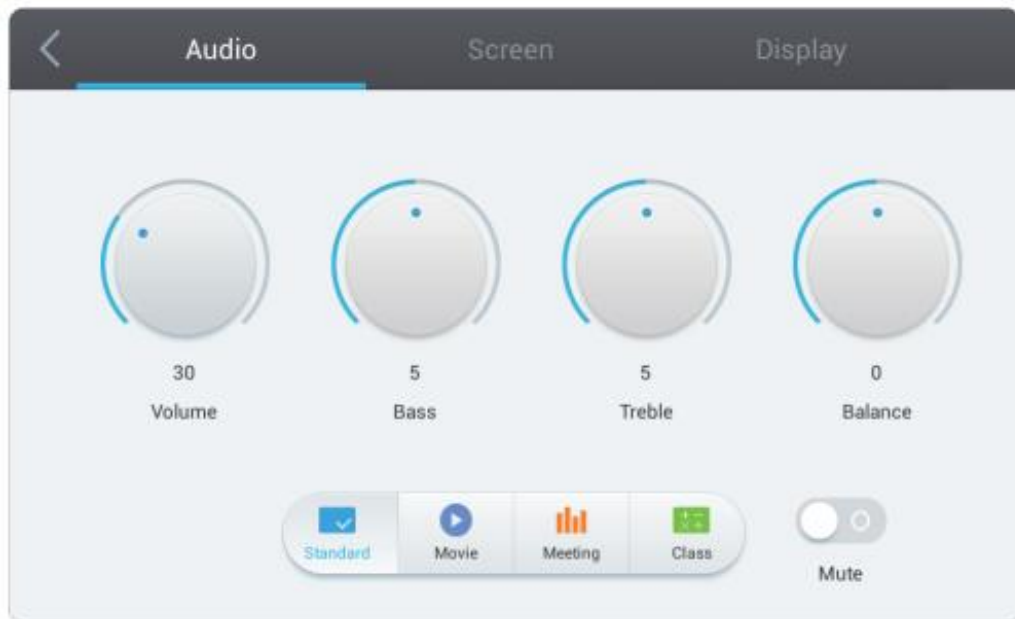 Audio Screen Display
30 5 5 0
Volume Bass Treble Balance
Standard Movie Meeting Class
Mute